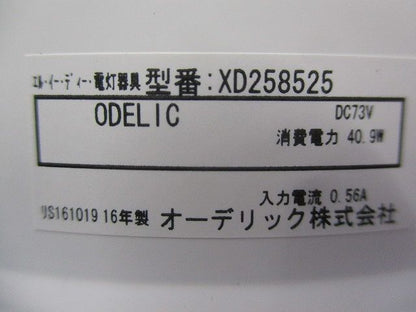 エル・イー・ディー・電灯器具 型番:XD258525
ODELIC DC73V
消費電力 40.9W
入力電流 0.56A
US161019 16年製 オーデリック株式会社